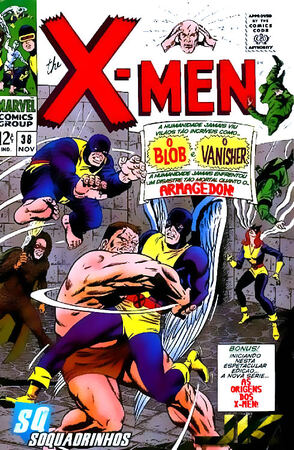 APPROVED
BY THE
COMICS
CODE
AUTHORITY
the
X-MEN
MARVEL
COMICS
GROUP
12¢
IND.
38
NOV
A HUMANIDADE JAMAIS VIU
VILÕES TÃO INCRÍVEIS COMO...
O BLOB e O VANISHER
A HUMANIDADE JAMAIS ENFRENTOU
UM DESASTRE TÃO MORTAL QUANTO O...
ARMAGEDON!
BONUS!
INICIANDO
NESTA
ESPETACULAR
EDIÇÃO...
A NOVA SÉRIE...
AS
ORIGENS
DOS
X-MEN!
SQ
SOQUADRINHOS